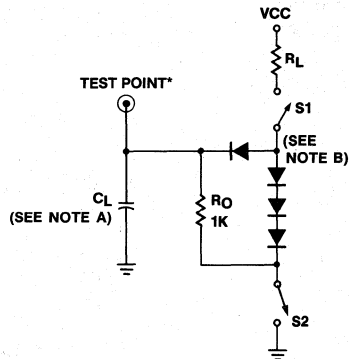 VCC
RL
TEST POINT*
S1
(SEE
NOTE B)
CL
(SEE NOTE A)
RO
1K
S2